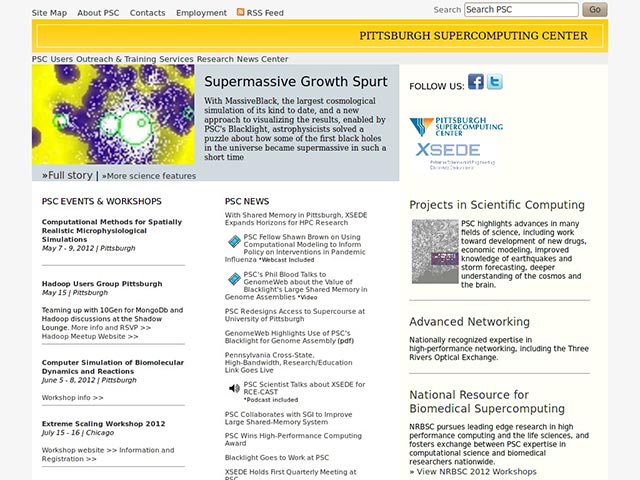 Site Map About PSC Contacts Employment RSS Feed
Search Search PSC Go
PITTSBURGH SUPERCOMPUTING CENTER
PSC Users Outreach & Training Services Research News Center
Supermassive Growth Spurt
With MassiveBlack, the largest cosmological
simulation of its kind to date, and a new
approach to visualizing the results, enabled by
PSC's Blacklight, astrophysicists solved a
puzzle about how some of the first black holes
in the universe became supermassive in such a
short time
»Full story | »More science features
PSC EVENTS & WORKSHOPS
Computational Methods for Spatially
Realistic Microphysiological
Simulations
May 7 - 9, 2012 | Pittsburgh
Hadoop Users Group Pittsburgh
May 15 | Pittsburgh
Teaming up with 10Gen for MongoDb and
Hadoop discussions at the Shadow
Lounge. More info and RSVP >>
Hadoop Meetup Website >>
Computer Simulation of Biomolecular
Dynamics and Reactions
June 5 - 8, 2012 | Pittsburgh
Workshop info >>
Extreme Scaling Workshop 2012
July 15 - 16 | Chicago
Workshop website >> Information and
Registration >>
PSC NEWS
With Shared Memory in Pittsburgh, XSEDE
Expands Horizons for HPC Research
PSC Fellow Shawn Brown on Using
Computational Modeling to Inform
Policy on Interventions in Pandemic
Influenza *Webcast Included
PSC's Phil Blood Talks to
GenomeWeb about the Value of
Blacklight's Large Shared Memory in
Genome Assemblies *Video
PSC Redesigns Access to Supercourse at
University of Pittsburgh
GenomeWeb Highlights Use of PSC's
Blacklight for Genome Assembly (pdf)
Pennsylvania Cross-State,
High-Bandwidth, Research/Education
Link Goes Live
PSC Scientist Talks about XSEDE for
RCE-CAST
*Podcast included
PSC Collaborates with SGI to Improve
Large Shared-Memory System
PSC Wins High-Performance Computing
Award
Blacklight Goes to Work at PSC
XSEDE Holds First Quarterly Meeting at
FOLLOW US:
PITTSBURGH
SUPERCOMPUTING
CENTER
XSEDE
Projects in Scientific Computing
PSC highlights advances in many
fields of science, including work
toward development of new drugs,
economic modeling, improved
knowledge of earthquakes and
storm forecasting, deeper
understanding of the cosmos and
the brain.
Advanced Networking
Nationally recognized expertise in
high-performance networking, including the Three
Rivers Optical Exchange.
National Resource for
Biomedical Supercomputing
NRBSC pursues leading edge research in high
performance computing and the life sciences, and
fosters exchange between PSC expertise in
computational science and biomedical
researchers nationwide.
» View NRBSC 2012 Workshops